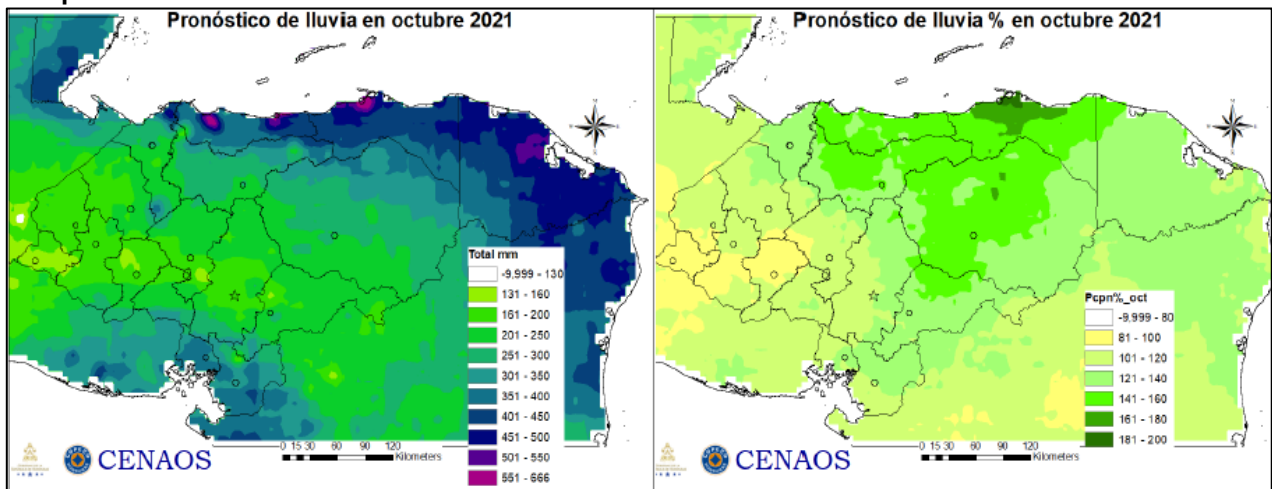 Pronóstico de lluvia en octubre 2021
Total mm
-9,999 - 130
131 - 160
161 - 200
201 - 250
251 - 300
301 - 350
351 - 400
401 - 450
451 - 500
501 - 550
551 - 666
CENAOS
0 15 30 60 90 120
Kilometers
Pronóstico de lluvia % en octubre 2021
Pcpn%_oct
-9,999 - 80
81 - 100
101 - 120
121 - 140
141 - 160
161 - 180
181 - 200
CENAOS
0 15 30 60 90 120
Kilometers